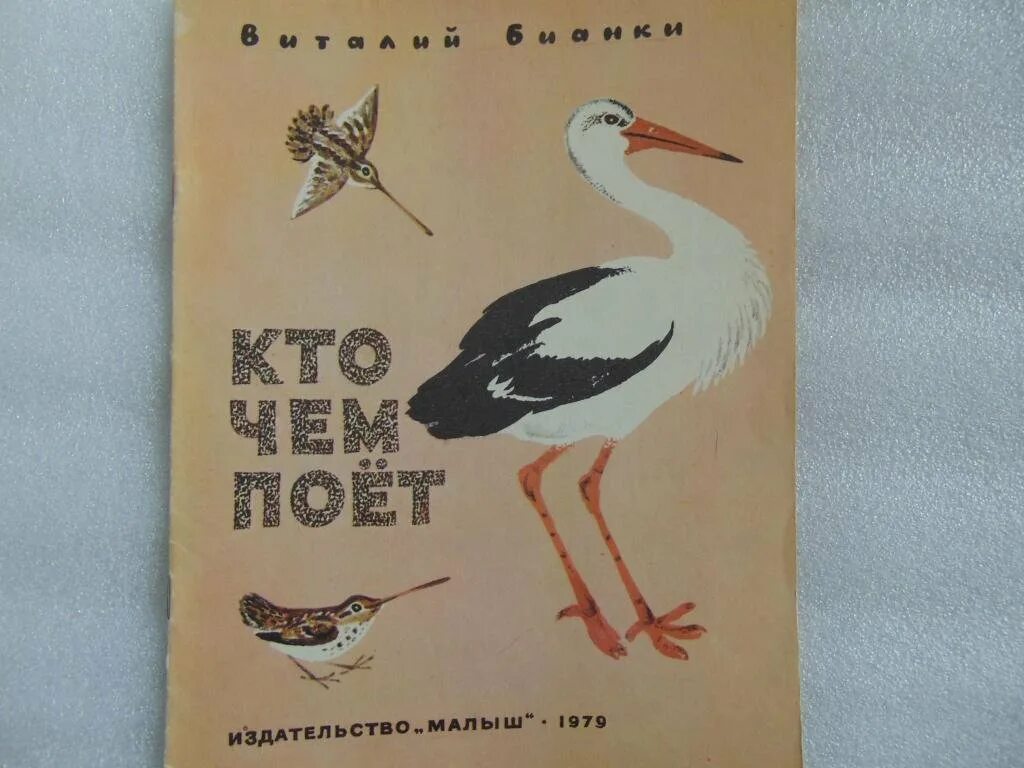 Виталий Бианки
КТО
ЧЕМ
ПОЁТ
ИЗДАТЕЛЬСТВО „МАЛЫШ“ · 1979